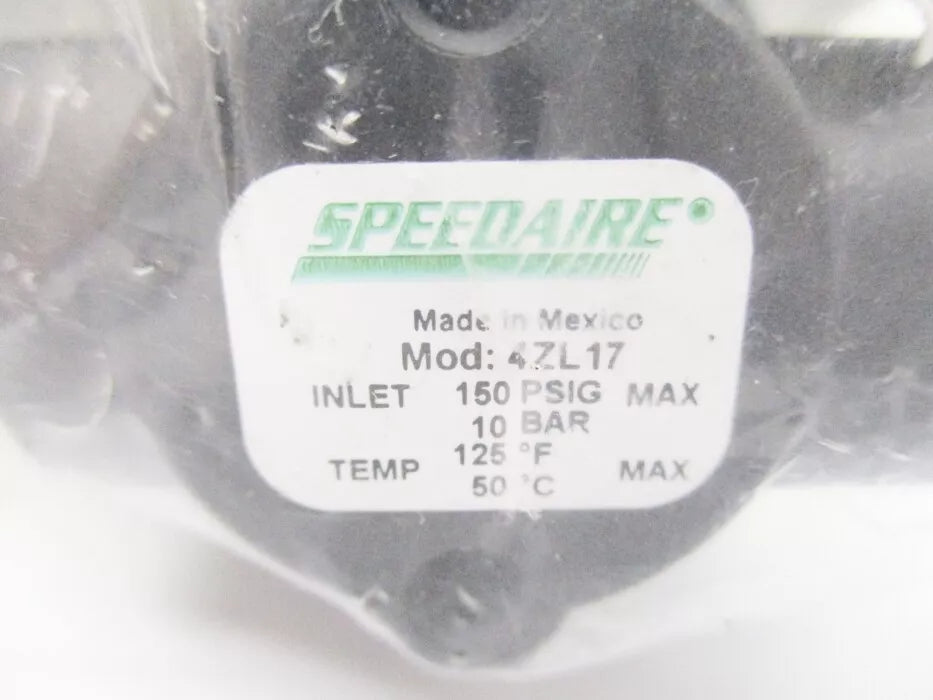 SPEEDAIRE®
Made in Mexico
Mod: 4ZL17
INLET 150 PSIG MAX
10 BAR
TEMP 125 °F MAX
50 °C